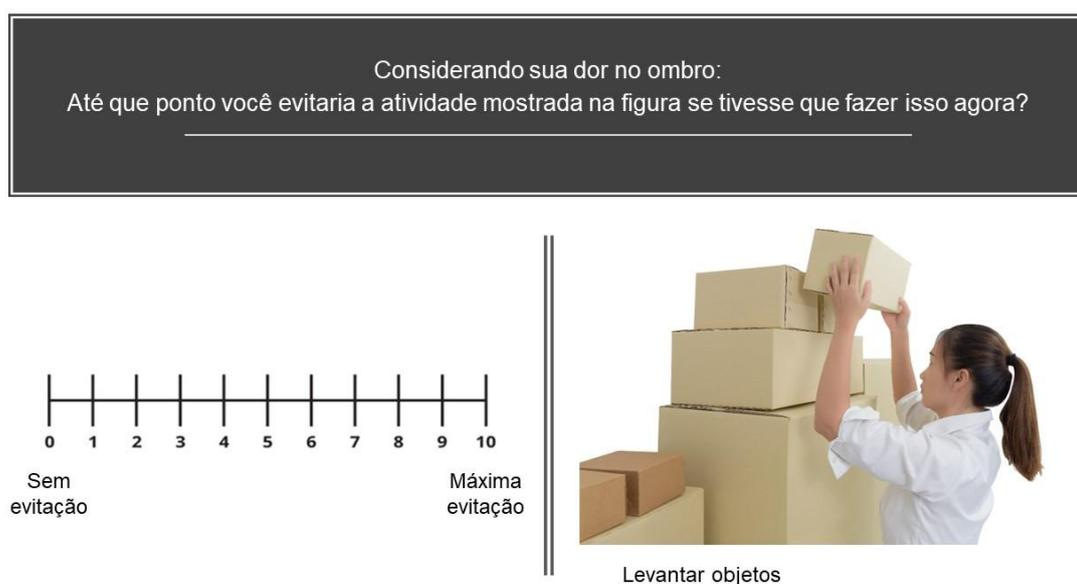 Considerando sua dor no ombro:
Até que ponto você evitaria a atividade mostrada na figura se tivesse que fazer isso agora?
0 1 2 3 4 5 6 7 8 9 10
Sem
evitação
Máxima
evitação
Levantar objetos